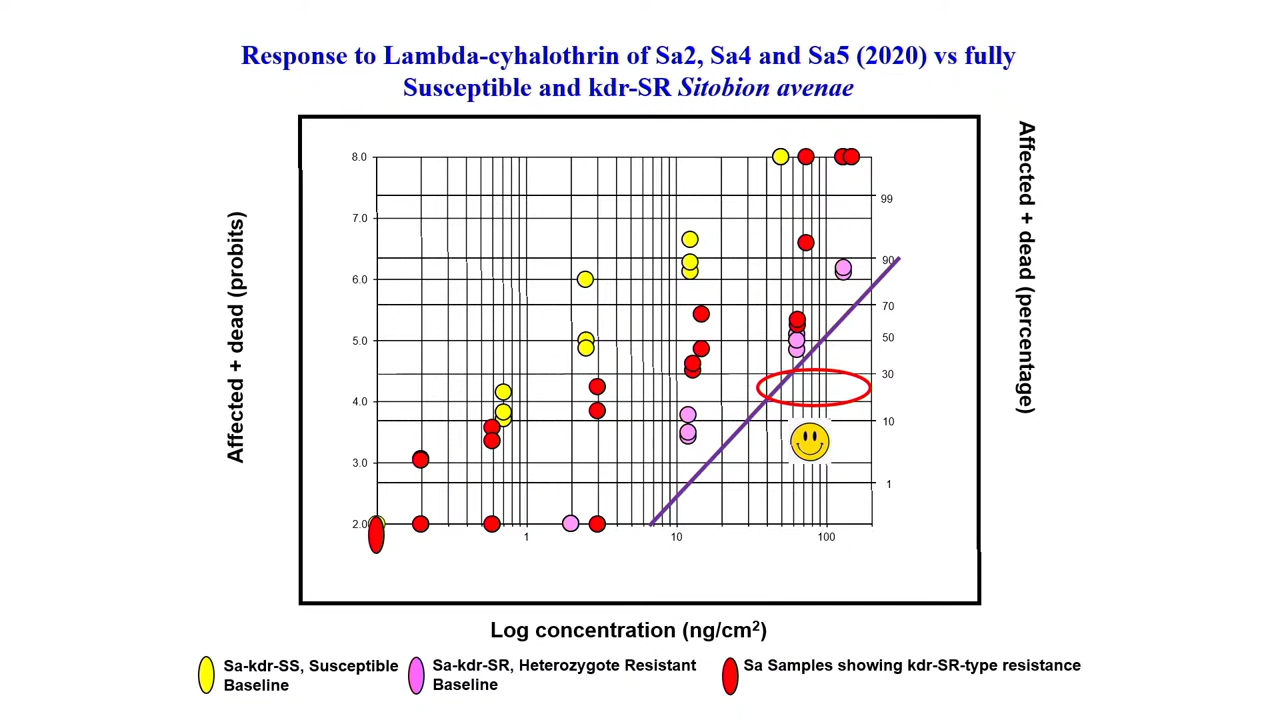 Response to Lambda-cyhalothrin of Sa2, Sa4 and Sa5 (2020) vs fully
Susceptible and kdr-SR Sitobion avenae
Affected + dead (probits)
Affected + dead (percentage)
8.0
7.0
6.0
5.0
4.0
3.0
2.0
99
90
70
50
30
10
1
1
10
100
Log concentration (ng/cm²)
Sa-kdr-SS, Susceptible
Baseline
Sa-kdr-SR, Heterozygote Resistant
Baseline
Sa Samples showing kdr-SR-type resistance